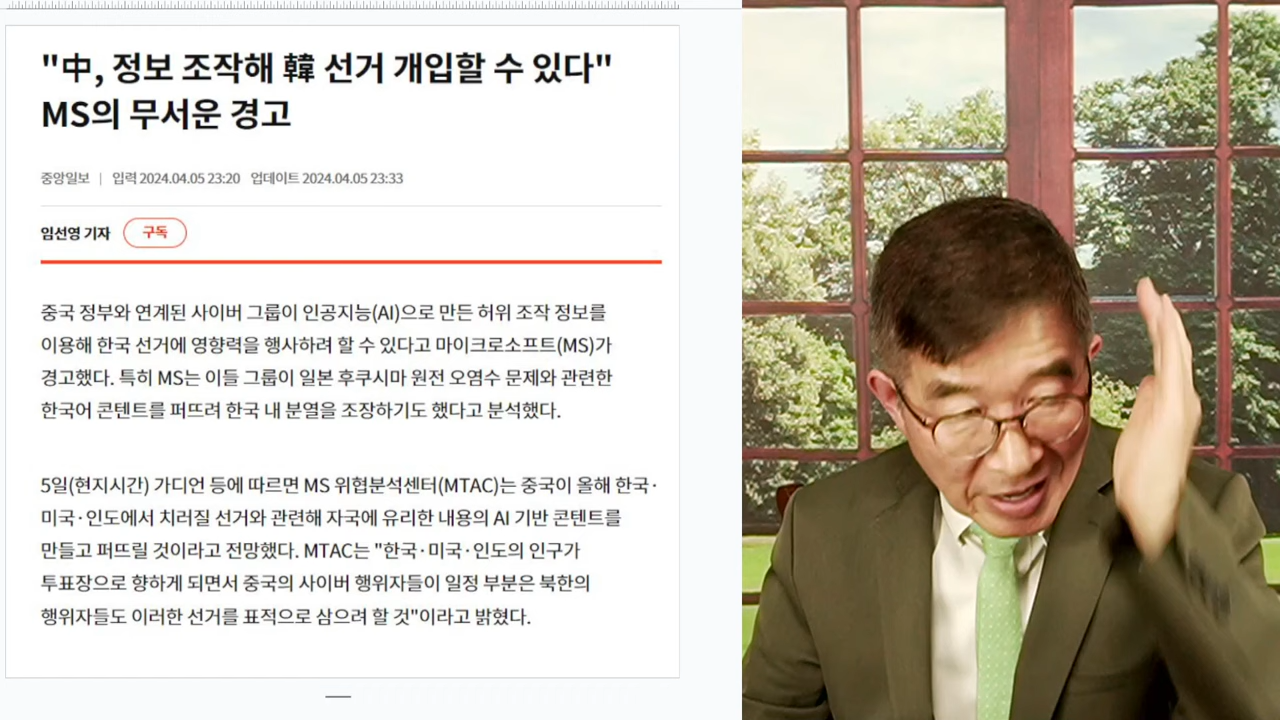 "中, 정보 조작해 韓 선거 개입할 수 있다"
MS의 무서운 경고
중앙일보 | 입력 2024.04.05 23:20 업데이트 2024.04.05 23:33
임선영 기자 구독
중국 정부와 연계된 사이버 그룹이 인공지능(AI)으로 만든 허위 조작 정보를
이용해 한국 선거에 영향력을 행사하려 할 수 있다고 마이크로소프트(MS)가
경고했다. 특히 MS는 이들 그룹이 일본 후쿠시마 원전 오염수 문제와 관련한
한국어 콘텐트를 퍼뜨려 한국 내 분열을 조장하기도 했다고 분석했다.
5일(현지시간) 가디언 등에 따르면 MS 위협분석센터(MTAC)는 중국이 올해 한국·
미국·인도에서 치러질 선거와 관련해 자국에 유리한 내용의 AI 기반 콘텐트를
만들고 퍼뜨릴 것이라고 전망했다. MTAC는 "한국·미국·인도의 인구가
투표장으로 향하게 되면서 중국의 사이버 행위자들이 일정 부분은 북한의
행위자들도 이러한 선거를 표적으로 삼으려 할 것"이라고 밝혔다.